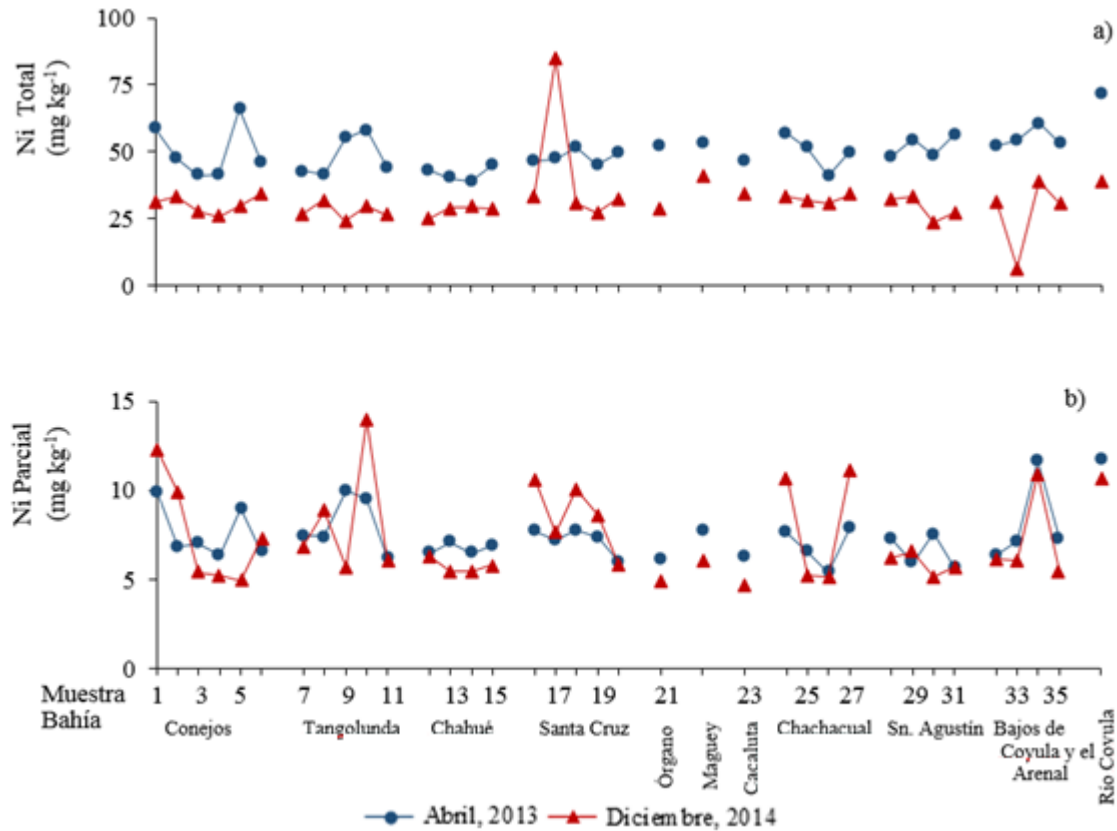 a)
Ni Total
(mg kg-1)
100
75
50
25
0
b)
Ni Parcial
(mg kg-1)
15
10
5
0
Muestra 1 3 5 7 9 11 13 15 17 19 21 23 25 27 29 31 33 35
Bahía
Conejos Tangolunda Chahué Santa Cruz Órgano Maguey Cacaluta Chachacual Sn. Agustín Bajos de
Coyula y el
Arenal
Río Coyula
Abril, 2013 Diciembre, 2014